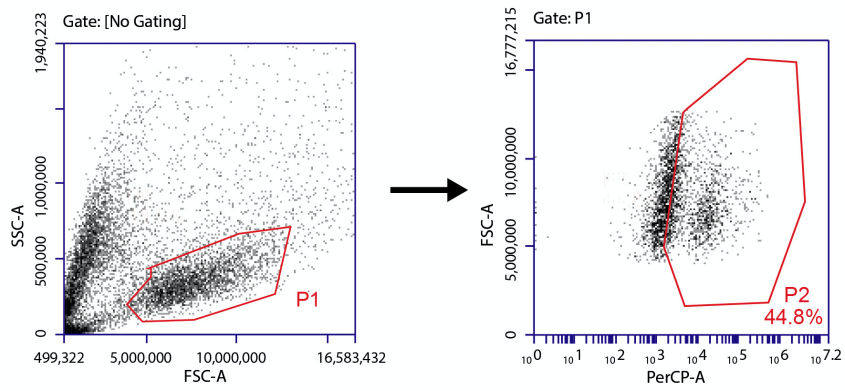 Gate: [No Gating]
1,940,223
1,000,000
500,000
0
SSC-A
499,322 5,000,000 10,000,000 16,583,432
FSC-A
P1
Gate: P1
16,777,215
10,000,000
5,000,000
0
FSC-A
P2
44.8%
10^0 10^1 10^2 10^3 10^4 10^5 10^6 10^7.2
PerCP-A